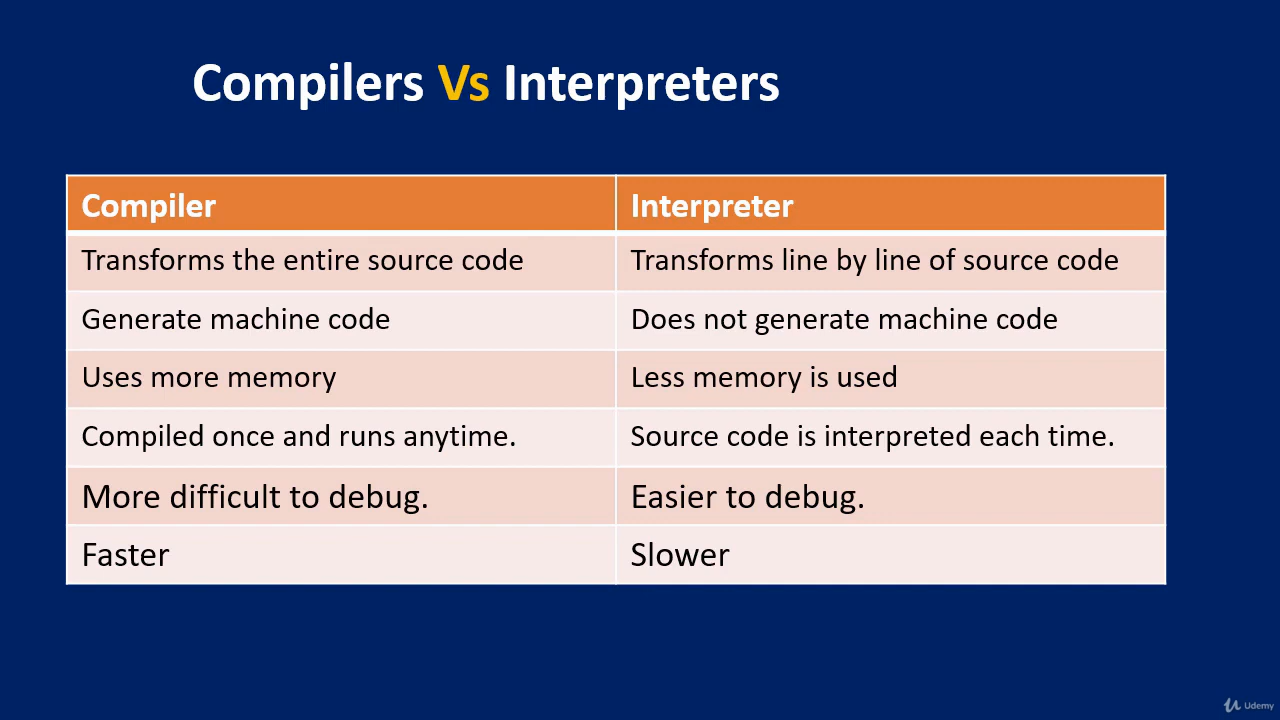 Compilers Vs Interpreters
Compiler Interpreter
Transforms the entire source code Transforms line by line of source code
Generate machine code Does not generate machine code
Uses more memory Less memory is used
Compiled once and runs anytime. Source code is interpreted each time.
More difficult to debug. Easier to debug.
Faster Slower
Udemy